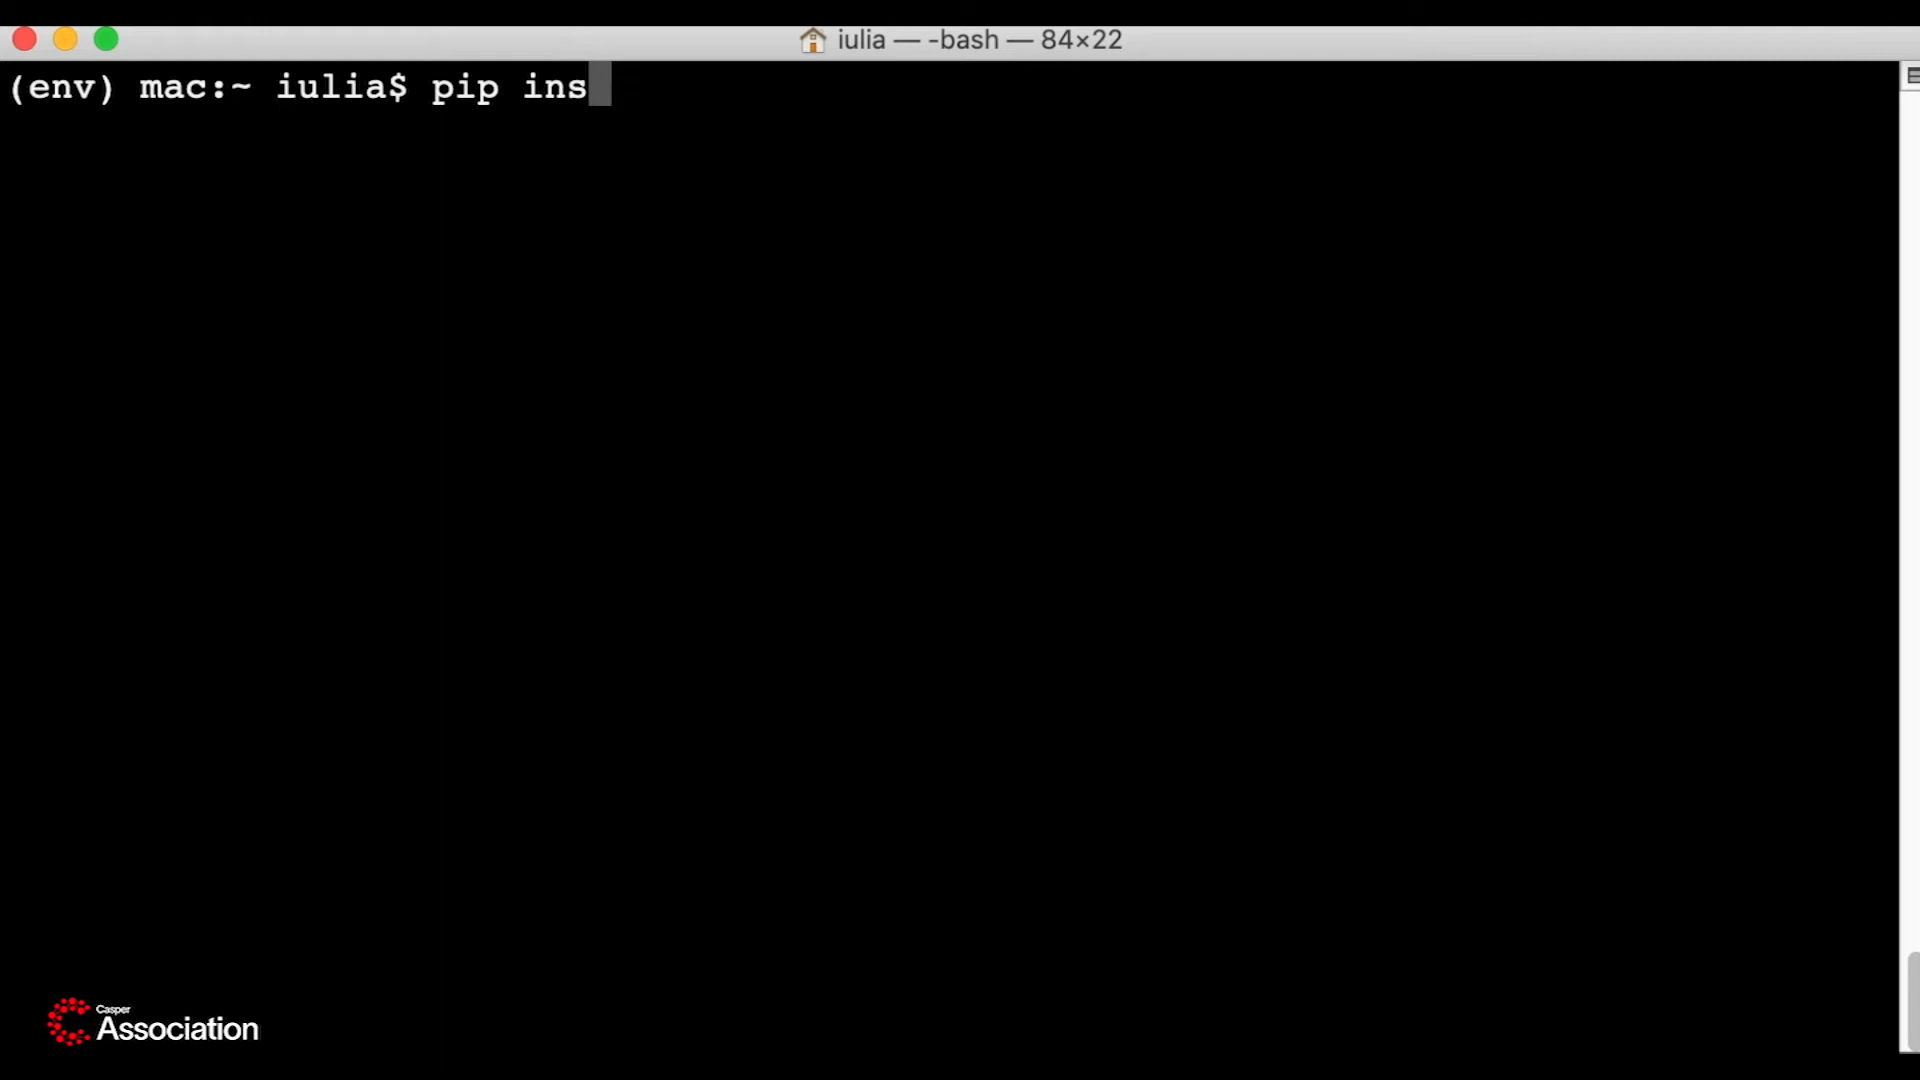 iulia — -bash — 84×22
(env) mac:~ iulia$ pip ins
Casper
Association